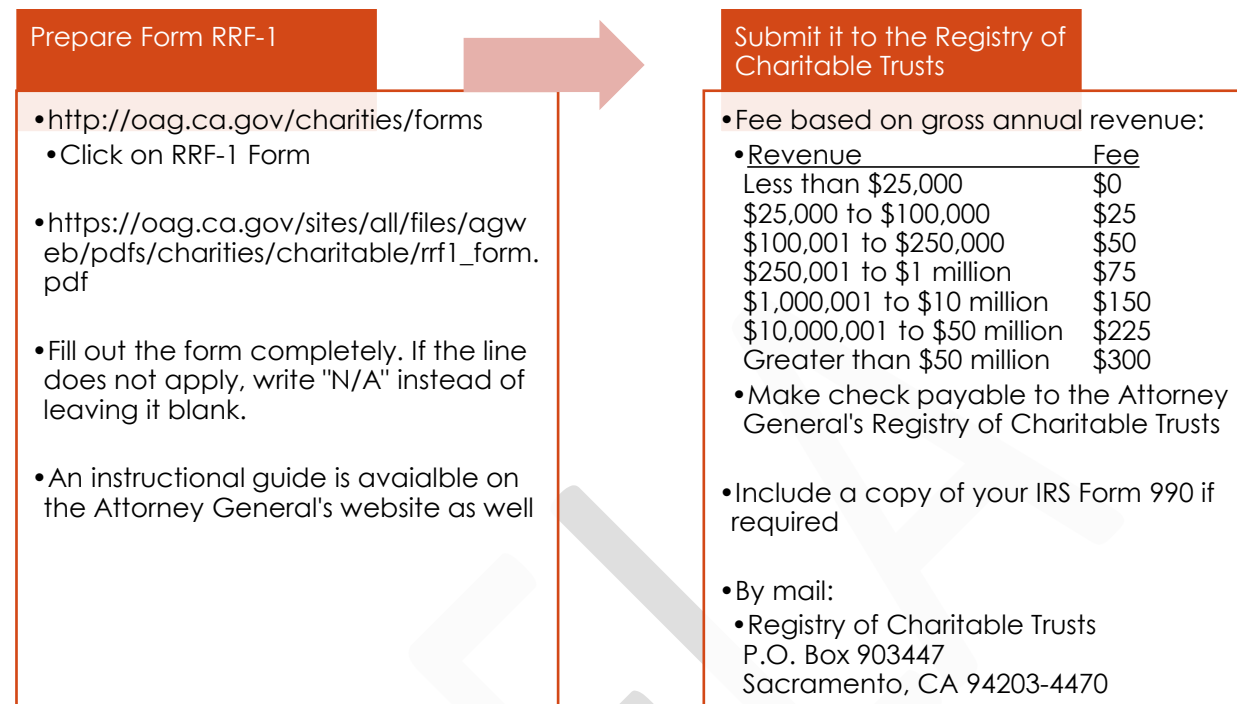 Prepare Form RRF-1
•http://oag.ca.gov/charities/forms
•Click on RRF-1 Form
•https://oag.ca.gov/sites/all/files/agw
eb/pdfs/charities/charitable/rrf1_form.
pdf
•Fill out the form completely. If the line
does not apply, write "N/A" instead of
leaving it blank.
•An instructional guide is avaialble on
the Attorney General's website as well
Submit it to the Registry of
Charitable Trusts
•Fee based on gross annual revenue:
•Revenue Fee
Less than $25,000 $0
$25,000 to $100,000 $25
$100,001 to $250,000 $50
$250,001 to $1 million $75
$1,000,001 to $10 million $150
$10,000,001 to $50 million $225
Greater than $50 million $300
•Make check payable to the Attorney
General's Registry of Charitable Trusts
•Include a copy of your IRS Form 990 if
required
•By mail:
•Registry of Charitable Trusts
P.O. Box 903447
Sacramento, CA 94203-4470